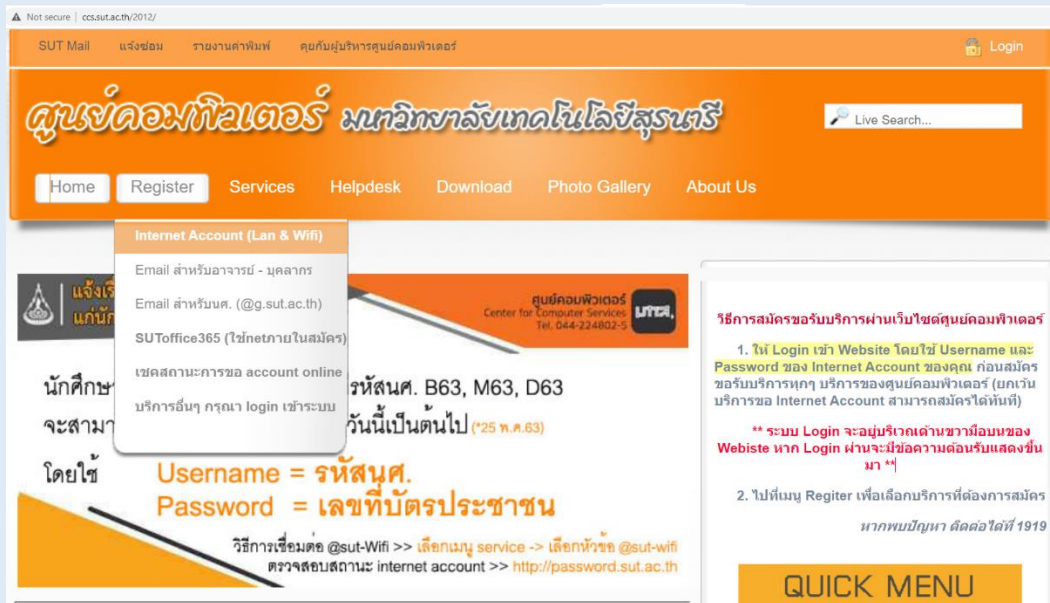 Not secure | ccs.sut.ac.th/2012/
SUT Mail แจ้งซ่อม รายงานค่าพิมพ์ คุยกับผู้บริหารศูนย์คอมพิวเตอร์ Login
ศูนย์คอมพิวเตอร์ มหาวิทยาลัยเทคโนโลยีสุรนารี
Live Search...
Home Register Services Helpdesk Download Photo Gallery About Us
Internet Account (Lan & Wifi)
Email สำหรับอาจารย์ - บุคลากร
Email สำหรับนศ. (@g.sut.ac.th)
SUToffice365 (ใช้netภายในสมัคร)
เชคสถานะการขอ account online
บริการอื่นๆ กรุณา login เข้าระบบ
ศูนย์คอมพิวเตอร์
Center for Computer Services
Tel. 044-224802-5
รหัสนศ. B63, M63, D63
จะสามา วันนี้เป็นต้นไป (*25 พ.ค.63)
โดยใช้ Username = รหัสนศ.
Password = เลขที่บัตรประชาชน
วิธีการเชื่อมต่อ @sut-Wifi >> เลือกเมนู service -> เลือกหัวข้อ @sut-wifi
ตรวจสอบสถานะ internet account >> http://password.sut.ac.th
วิธีการสมัครขอรับบริการผ่านเว็บไซต์ศูนย์คอมพิวเตอร์
1. ให้ Login เข้า Website โดยใช้ Username และ
Password ของ Internet Account ของคุณ ก่อนสมัคร
ขอรับบริการทุกๆ บริการของศูนย์คอมพิวเตอร์ (ยกเว้น
บริการขอ Internet Account สามารถสมัครได้ทันที)
** ระบบ Login จะอยู่บริเวณด้านขวามือบนของ
Webiste หาก Login ผ่านจะมีข้อความต้อนรับแสดงขึ้น
มา **
2. ไปที่เมนู Regiter เพื่อเลือกบริการที่ต้องการสมัคร
หากพบปัญหา ติดต่อได้ที่ 1919
QUICK MENU